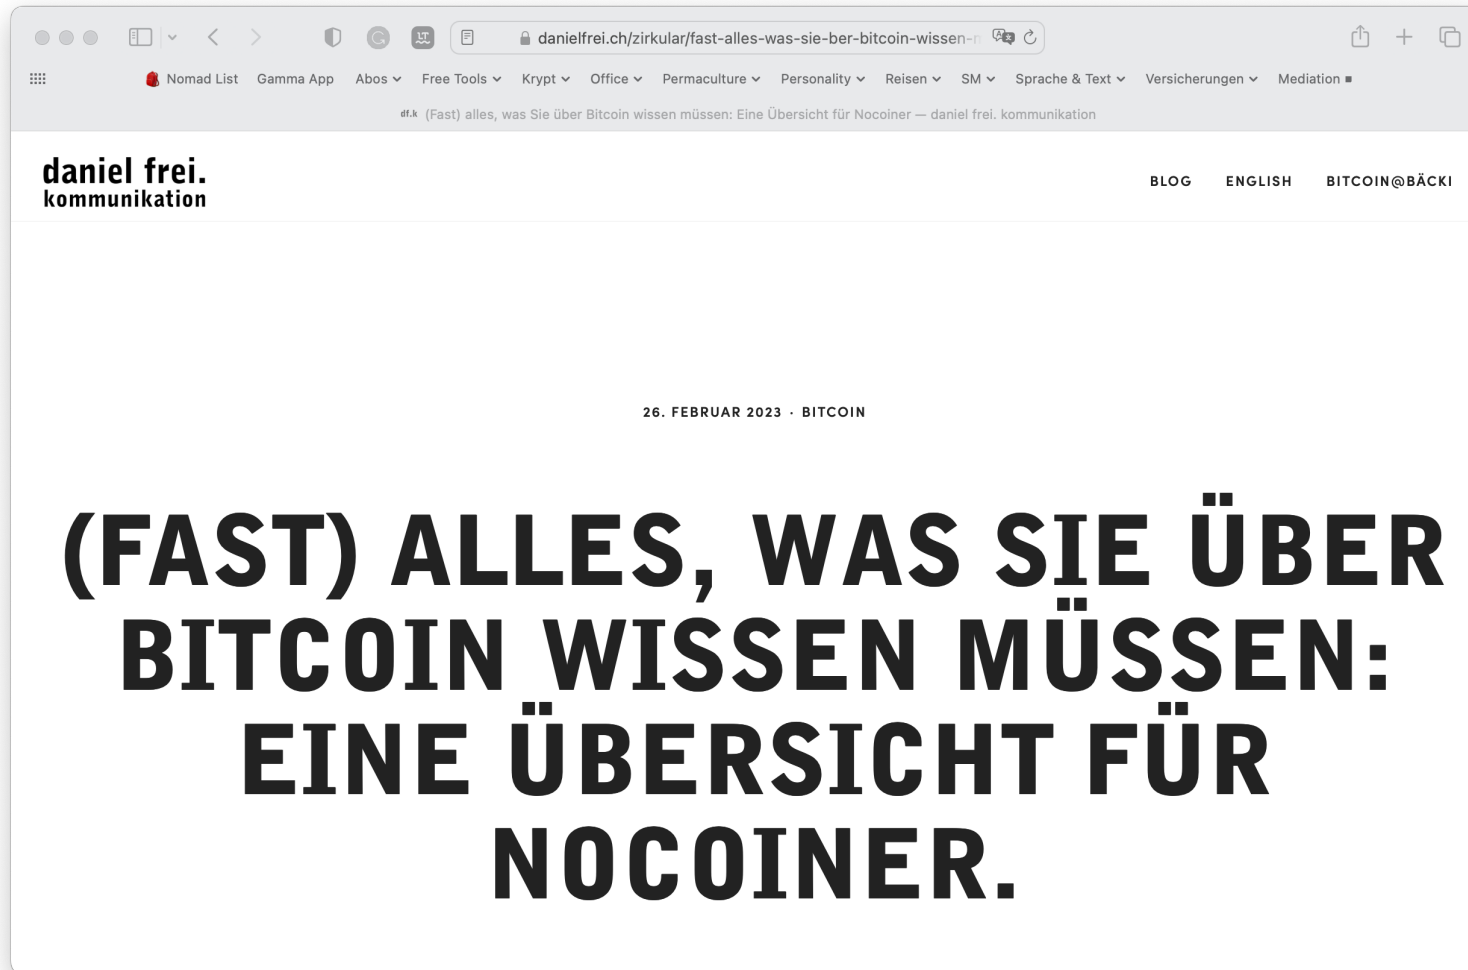 danielfrei.ch/zirkular/fast-alles-was-sie-ber-bitcoin-wissen-
Nomad List Gamma App Abos Free Tools Krypt Office Permaculture Personality Reisen SM Sprache & Text Versicherungen Mediation
df.k (Fast) alles, was Sie über Bitcoin wissen müssen: Eine Übersicht für Nocoiner — daniel frei. kommunikation
daniel frei.
kommunikation
BLOG ENGLISH BITCOIN@BÄCKI
26. FEBRUAR 2023 · BITCOIN
(FAST) ALLES, WAS SIE ÜBER
BITCOIN WISSEN MÜSSEN:
EINE ÜBERSICHT FÜR
NOCOINER.